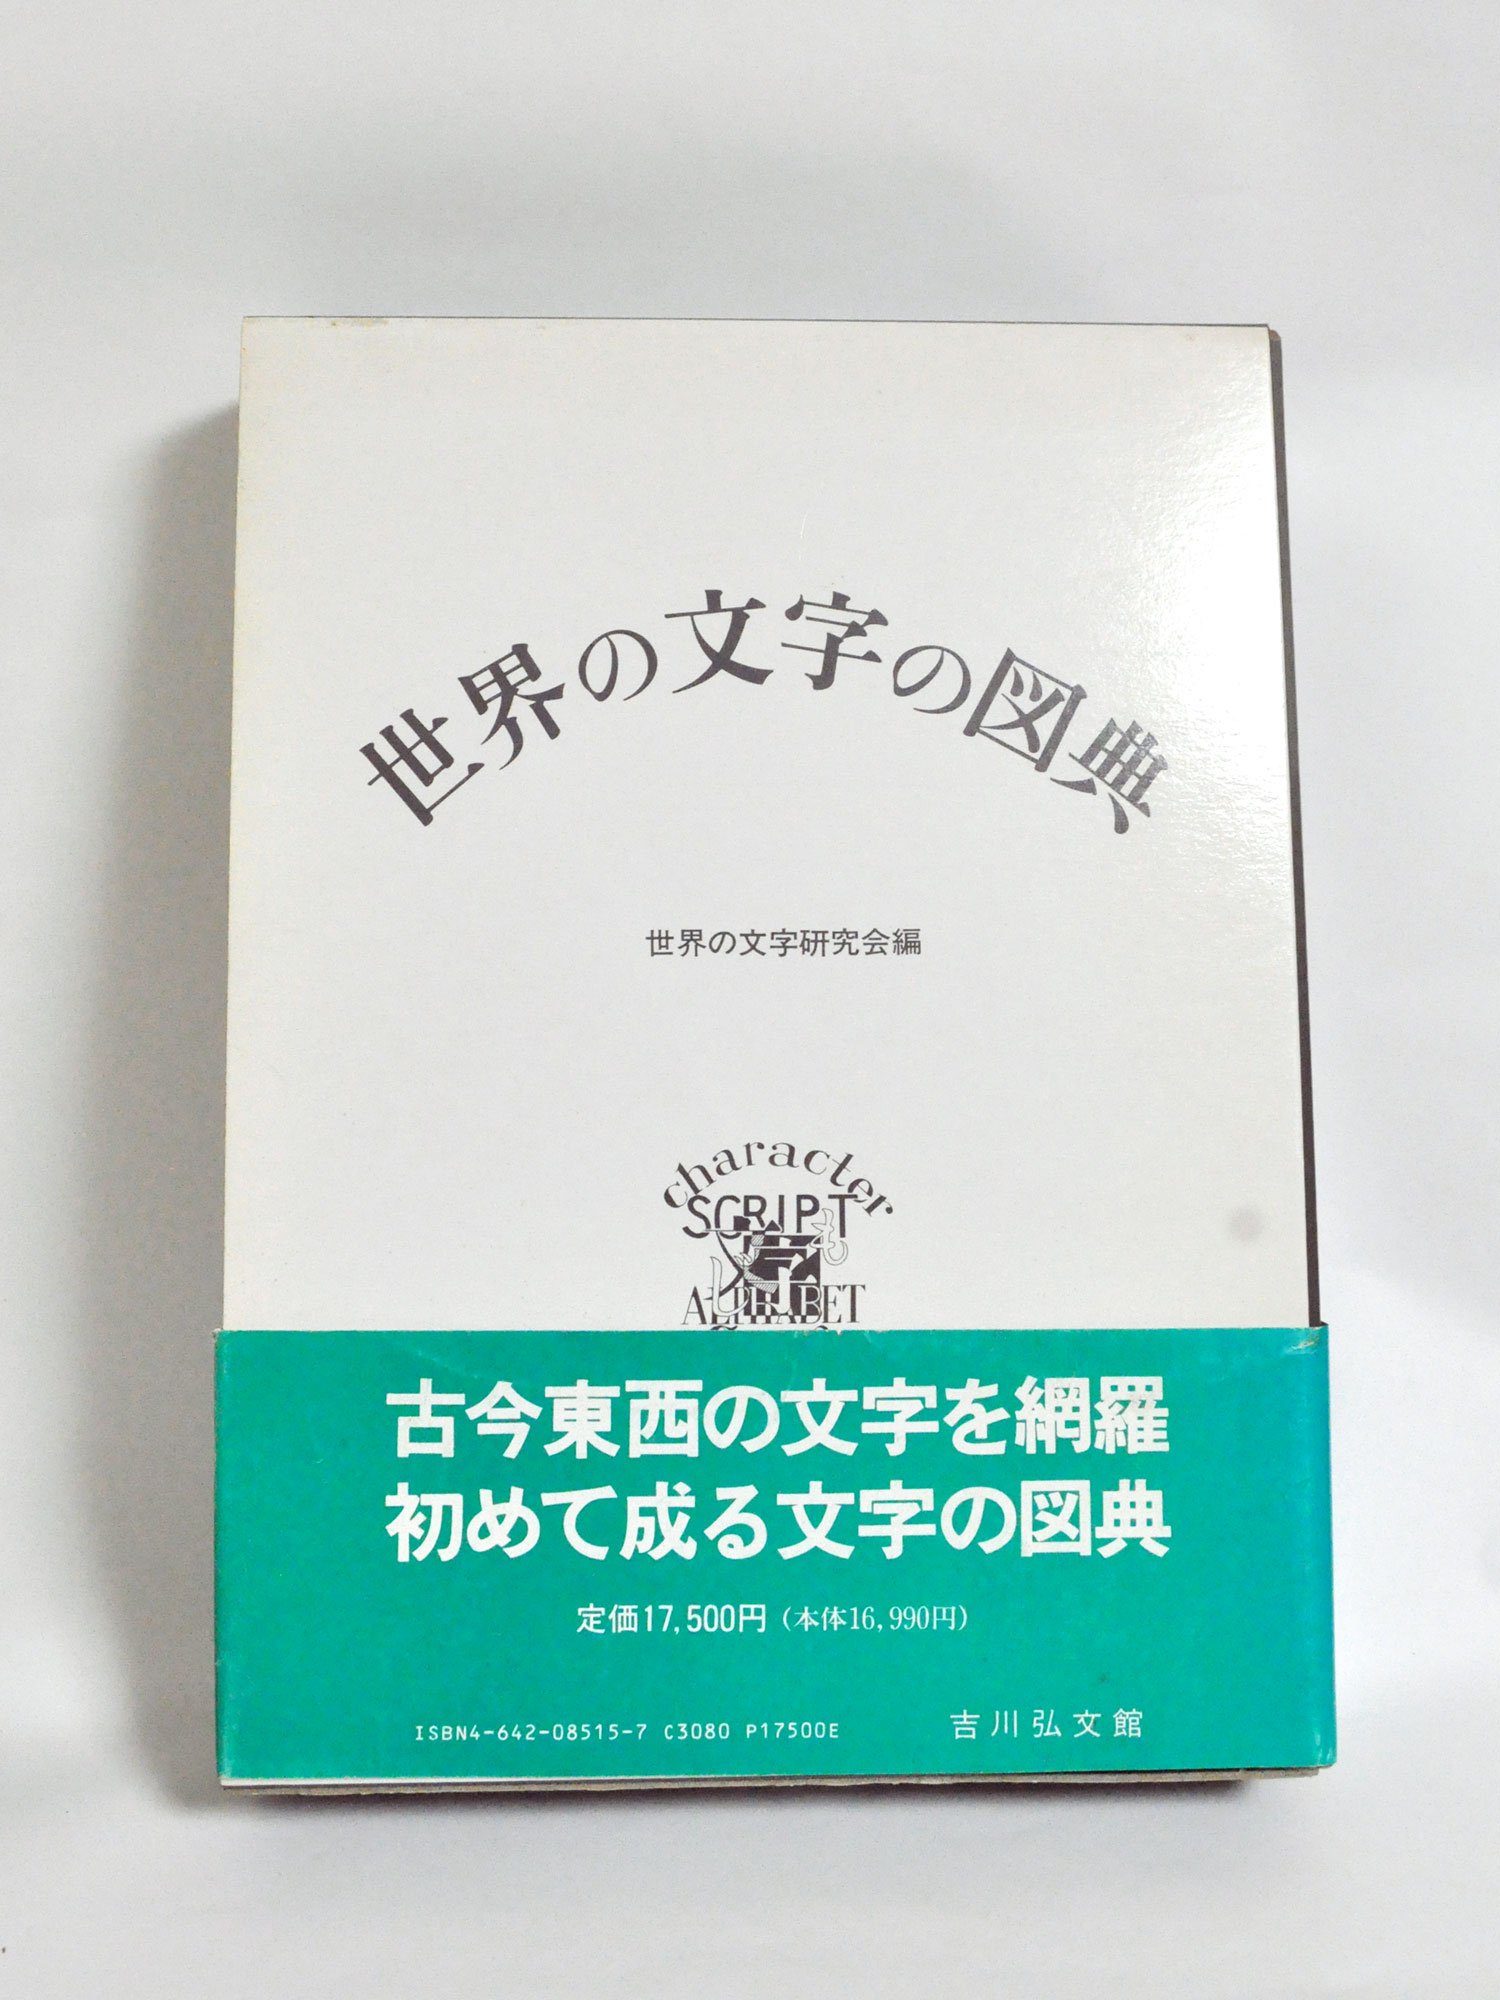 世界の文字の図典
世界の文字研究会編
character
SCRIPT
文字
もじ
ALPHABET
古今東西の文字を網羅
初めて成る文字の図典
定価17,500円(本体16,990円)
ISBN4-642-08515-7 C3080 P17500E
吉川弘文館